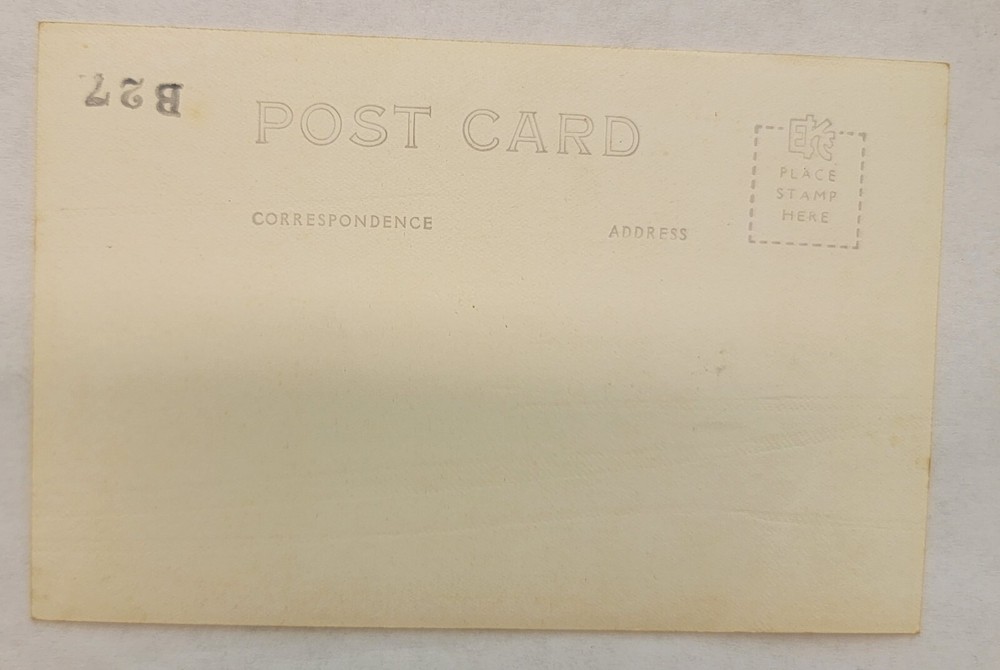 B27
POST CARD
CORRESPONDENCE
ADDRESS
PLACE
STAMP
HERE